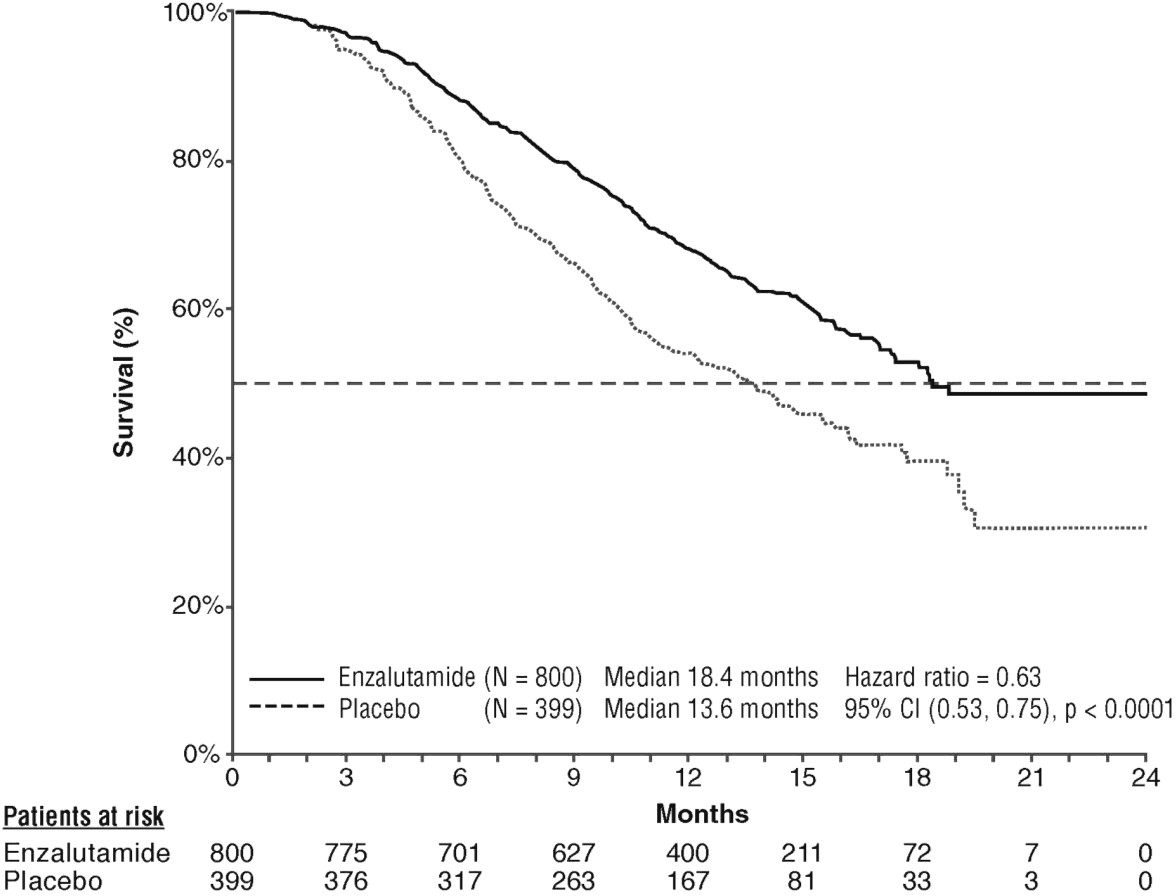 100%
80%
60%
40%
20%
0%
Survival (%)
Enzalutamide (N = 800) Median 18.4 months Hazard ratio = 0.63
Placebo (N = 399) Median 13.6 months 95% CI (0.53, 0.75), p < 0.0001
0 3 6 9 12 15 18 21 24
Months
Patients at risk
Enzalutamide 800 775 701 627 400 211 72 7 0
Placebo 399 376 317 263 167 81 33 3 0